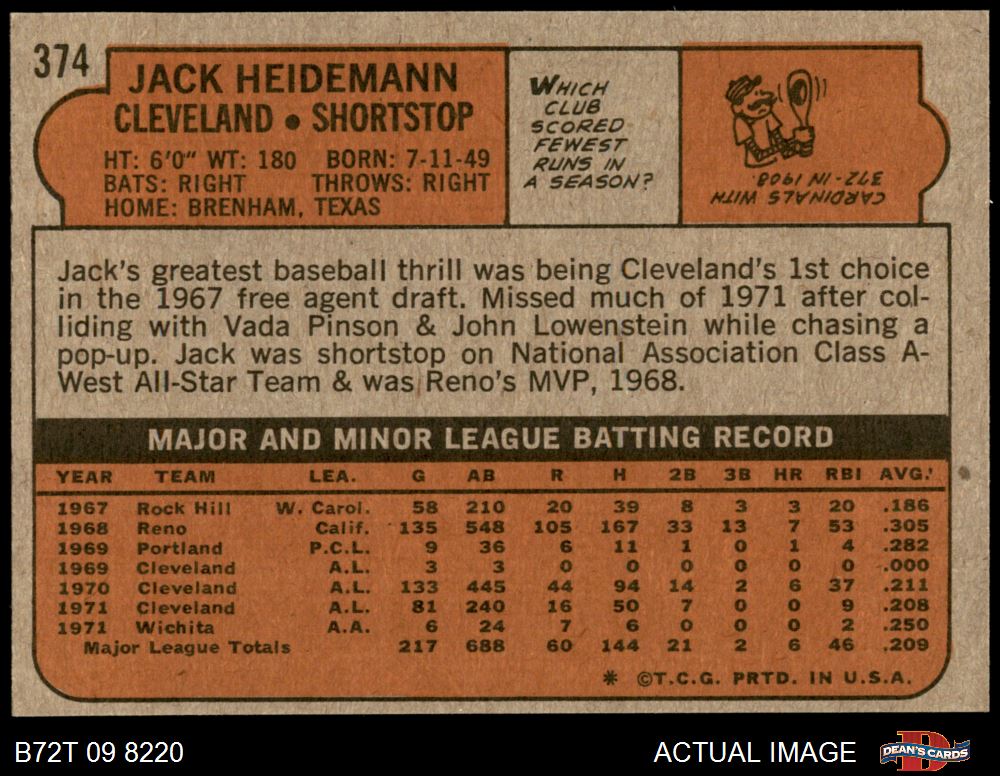 374
JACK HEIDEMANN
CLEVELAND • SHORTSTOP
HT: 6'0" WT: 180 BORN: 7-11-49
BATS: RIGHT THROWS: RIGHT
HOME: BRENHAM, TEXAS
WHICH
CLUB
SCORED
FEWEST
RUNS IN
A SEASON?
CARDINALS WITH
372-IN 1908.
Jack's greatest baseball thrill was being Cleveland's 1st choice
in the 1967 free agent draft. Missed much of 1971 after col-
liding with Vada Pinson & John Lowenstein while chasing a
pop-up. Jack was shortstop on National Association Class A-
West All-Star Team & was Reno's MVP, 1968.
MAJOR AND MINOR LEAGUE BATTING RECORD
YEAR TEAM LEA. G AB R H 2B 3B HR RBI AVG.
1967 Rock Hill W. Carol. 58 210 20 39 8 3 3 20 .186
1968 Reno Calif. 135 548 105 167 33 13 7 53 .305
1969 Portland P.C.L. 9 36 6 11 1 0 1 4 .282
1969 Cleveland A.L. 3 3 0 0 0 0 0 0 .000
1970 Cleveland A.L. 133 445 44 94 14 2 6 37 .211
1971 Cleveland A.L. 81 240 16 50 7 0 0 9 .208
1971 Wichita A.A. 6 24 7 6 0 0 0 2 .250
Major League Totals 217 688 60 144 21 2 6 46 .209
* ©T.C.G. PRTD. IN U.S.A.
B72T 09 8220
ACTUAL IMAGE
D
DEAN'S CARDS